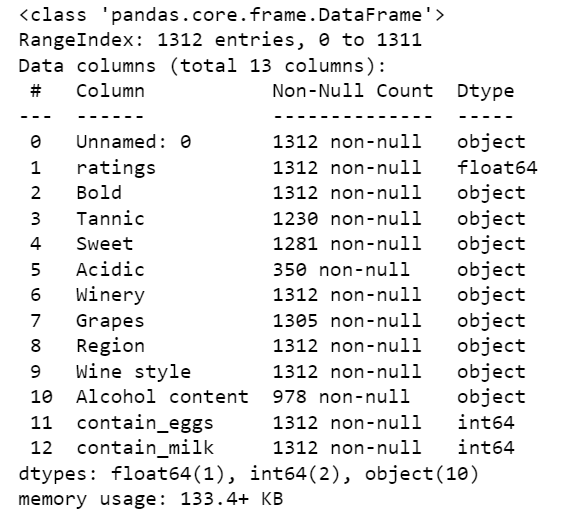 <class 'pandas.core.frame.DataFrame'>
RangeIndex: 1312 entries, 0 to 1311
Data columns (total 13 columns):
 #   Column           Non-Null Count  Dtype
---  ------           --------------  -----
 0   Unnamed: 0       1312 non-null   object
 1   ratings          1312 non-null   float64
 2   Bold             1312 non-null   object
 3   Tannic           1230 non-null   object
 4   Sweet            1281 non-null   object
 5   Acidic           350 non-null    object
 6   Winery           1312 non-null   object
 7   Grapes           1305 non-null   object
 8   Region           1312 non-null   object
 9   Wine style       1312 non-null   object
 10  Alcohol content  978 non-null    object
 11  contain_eggs     1312 non-null   int64
 12  contain_milk     1312 non-null   int64
dtypes: float64(1), int64(2), object(10)
memory usage: 133.4+ KB